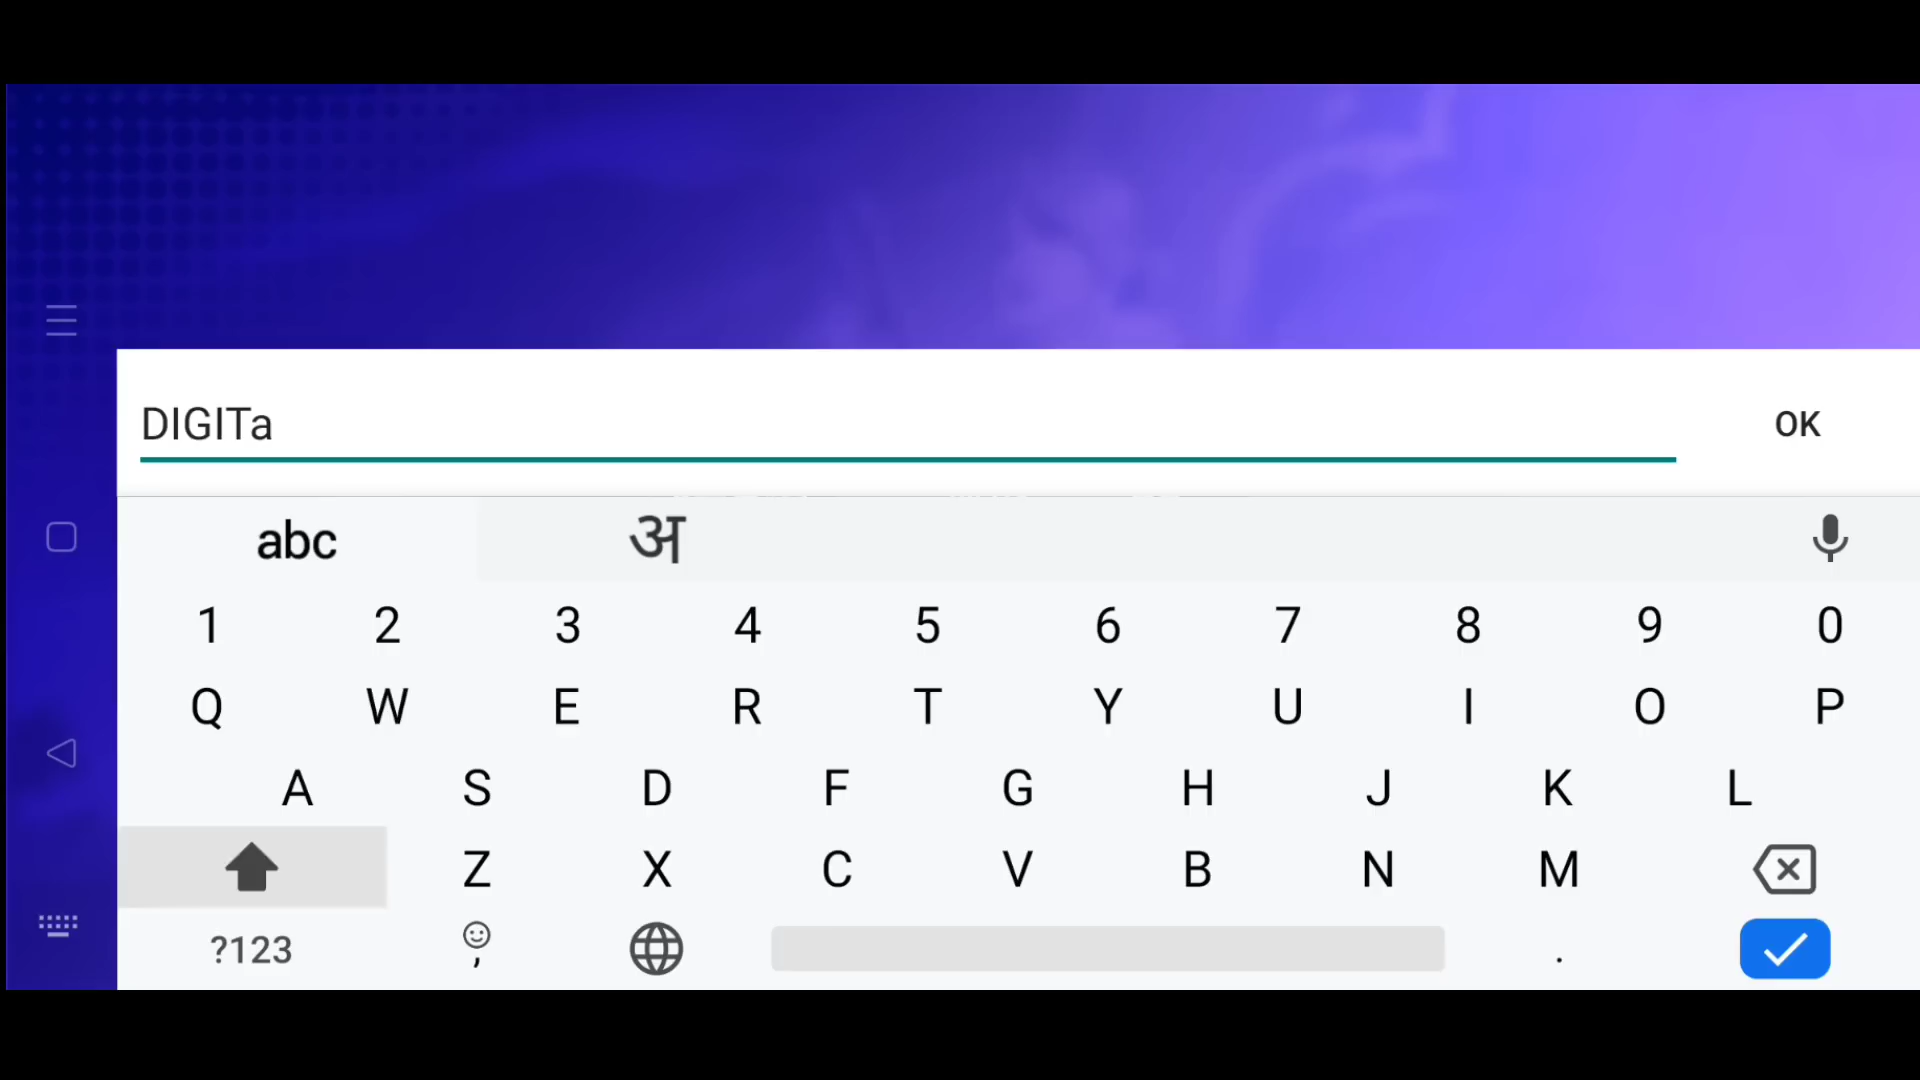 DIGITa
OK
abc अ
1 2 3 4 5 6 7 8 9 0
Q W E R T Y U I O P
A S D F G H J K L
Z X C V B N M
?123 , .